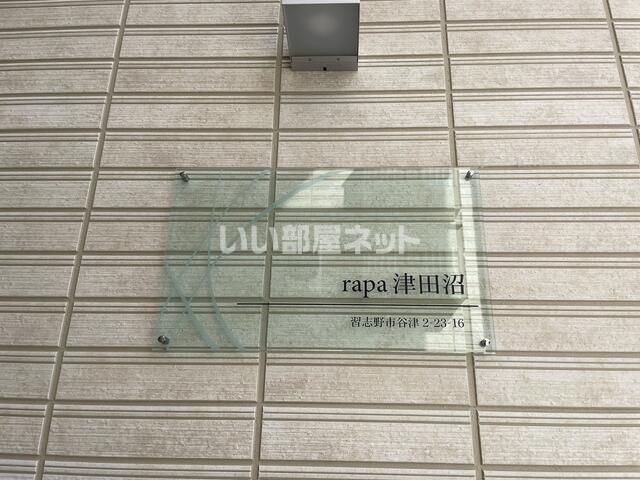 いい部屋ネット
rapa 津田沼
習志野市谷津 2-23-16